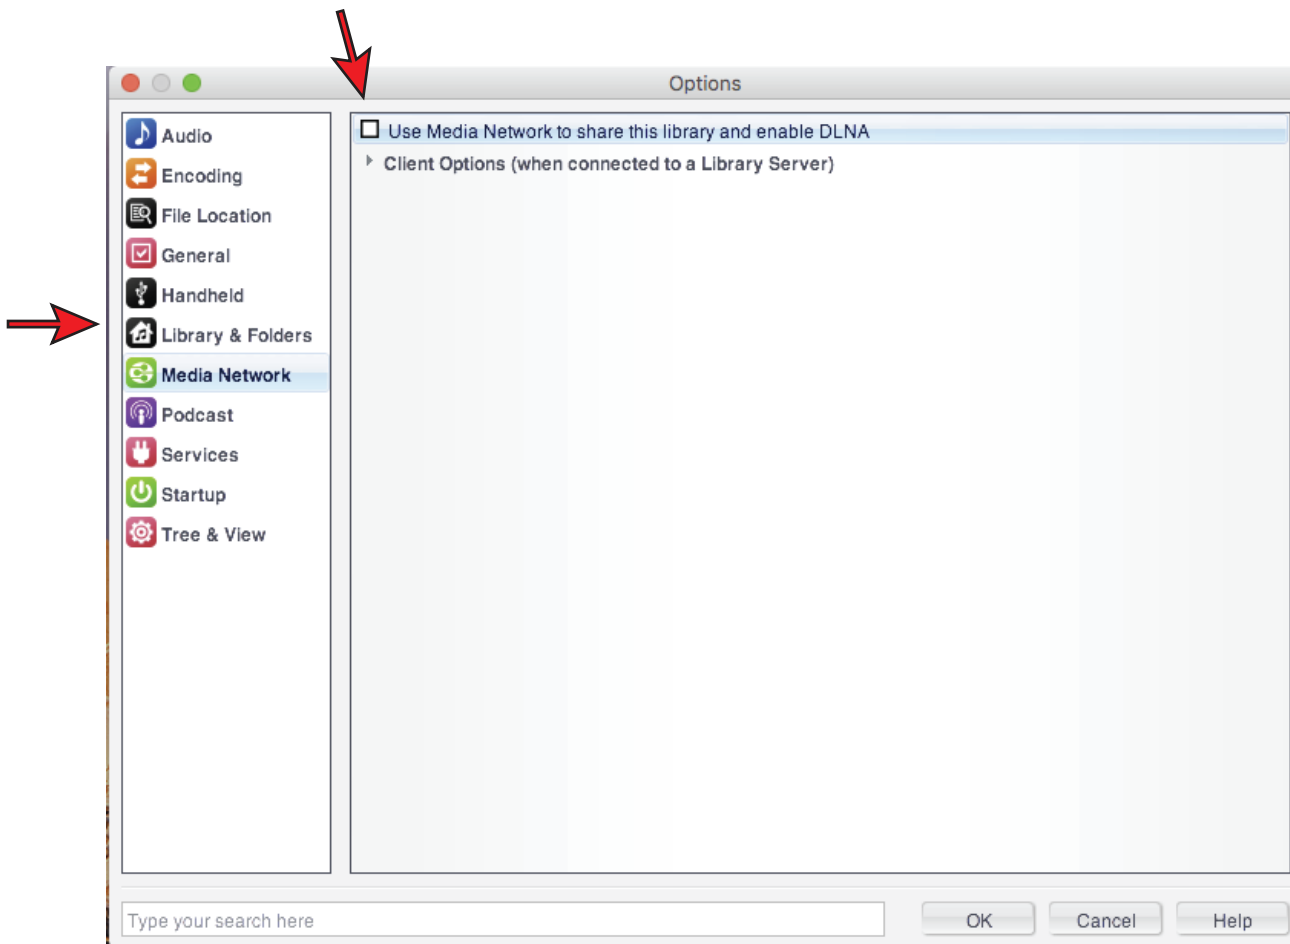 Options
Audio
Encoding
File Location
General
Handheld
Library & Folders
Media Network
Podcast
Services
Startup
Tree & View
Use Media Network to share this library and enable DLNA
Client Options (when connected to a Library Server)
Type your search here
OK
Cancel
Help